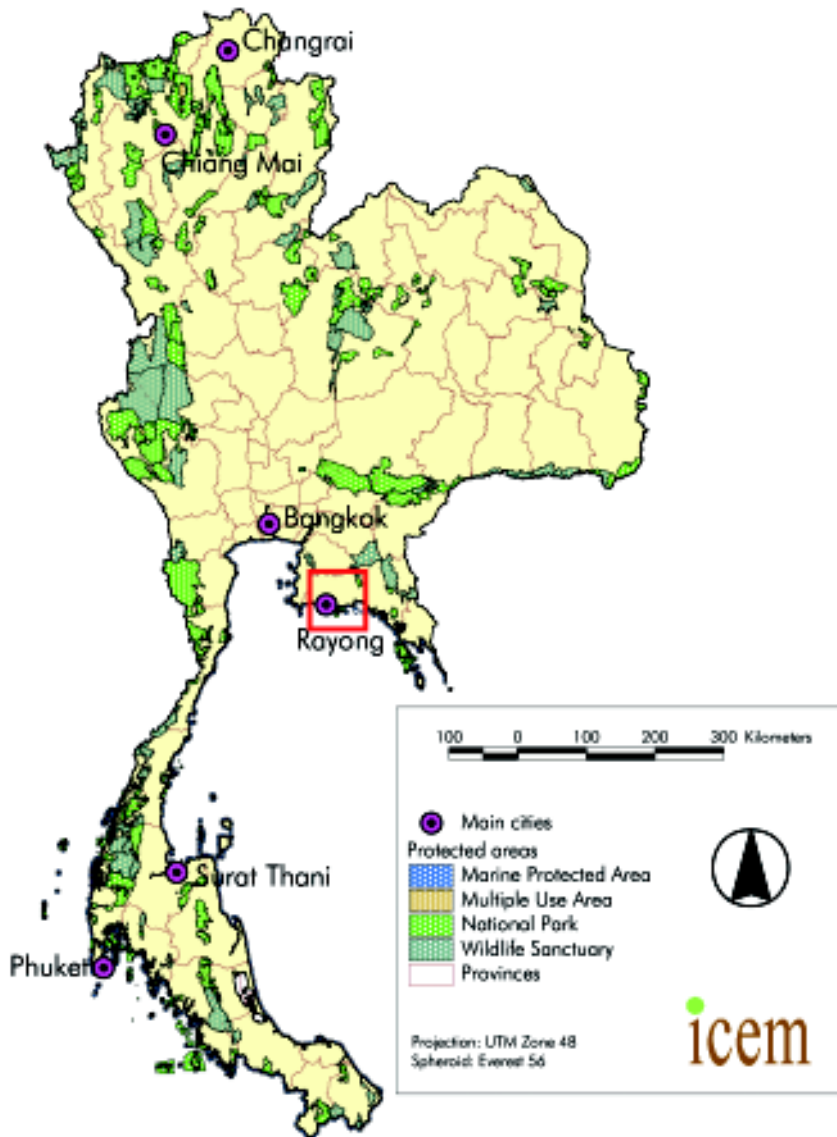 Changrai
Chiang Mai
Bangkok
Rayong
Surat Thani
Phuket
100 0 100 200 300 Kilometers
Main cities
Protected areas
Marine Protected Area
Multiple Use Area
National Park
Wildlife Sanctuary
Provinces
Projection: UTM Zone 48
Spheroid: Everest 56
icem